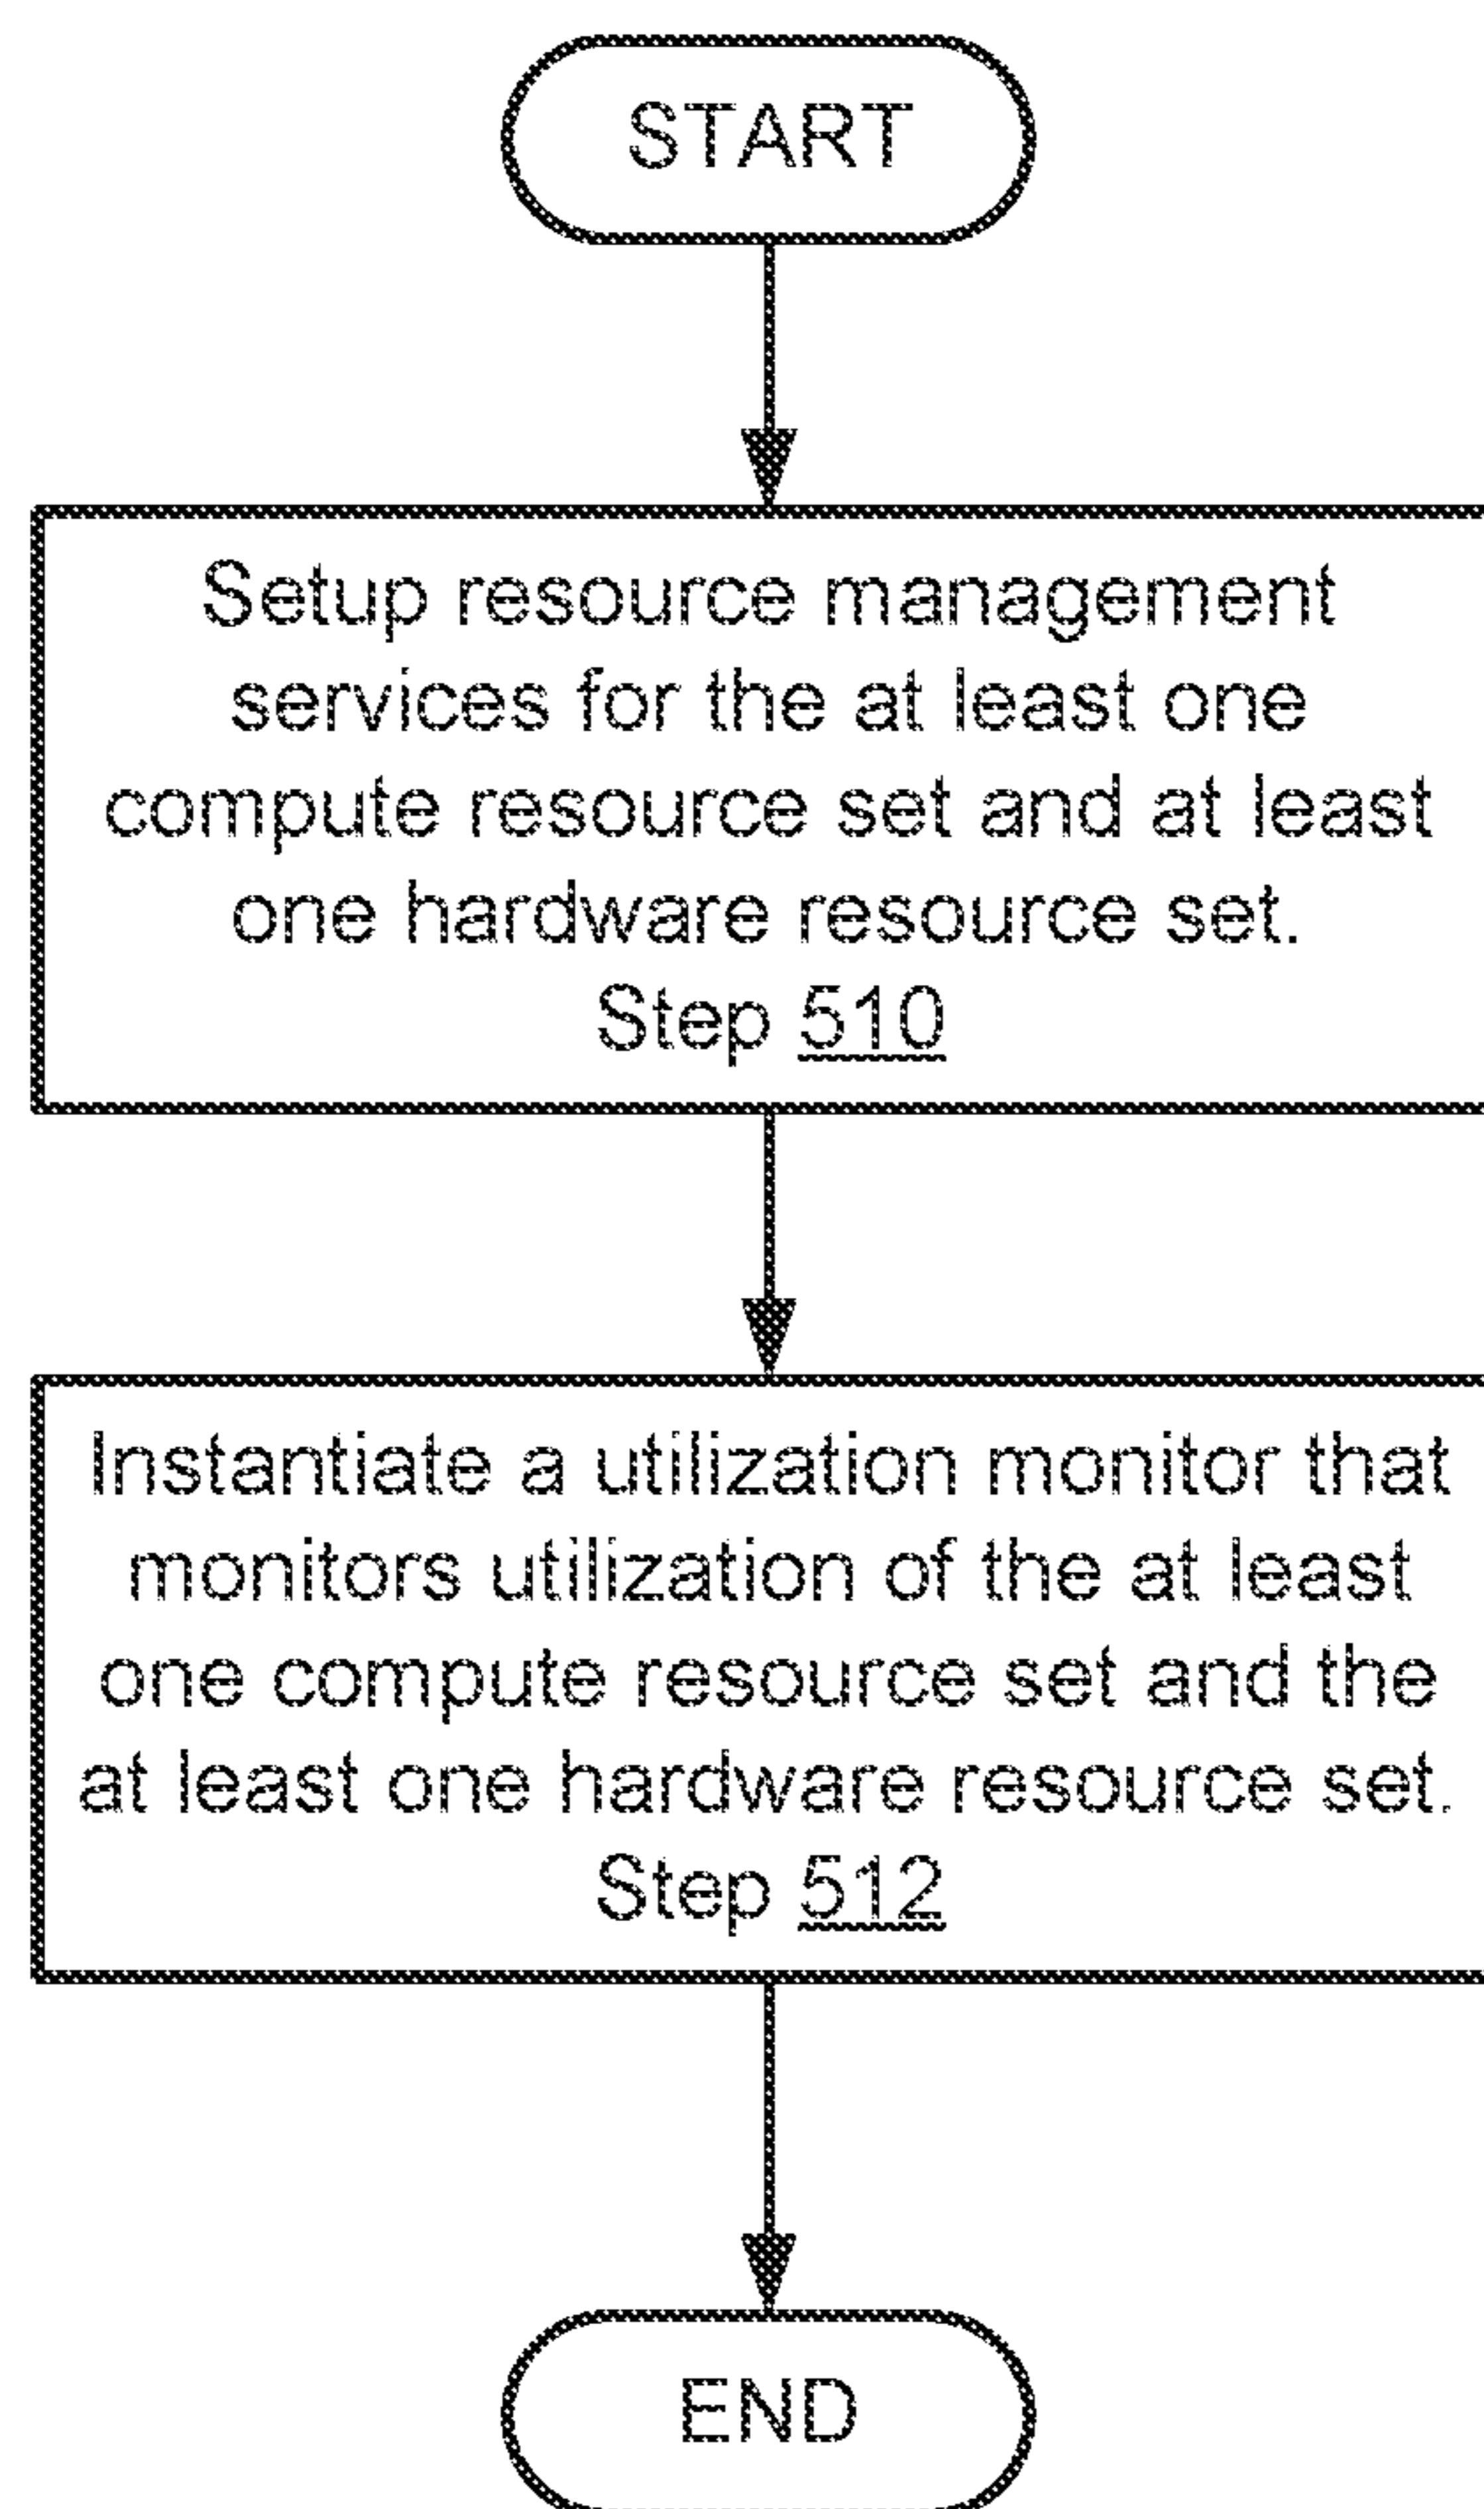 START
Setup resource management
services for the at least one
compute resource set and at least
one hardware resource set.
Step 510
Instantiate a utilization monitor that
monitors utilization of the at least
one compute resource set and the
at least one hardware resource set.
Step 512
END